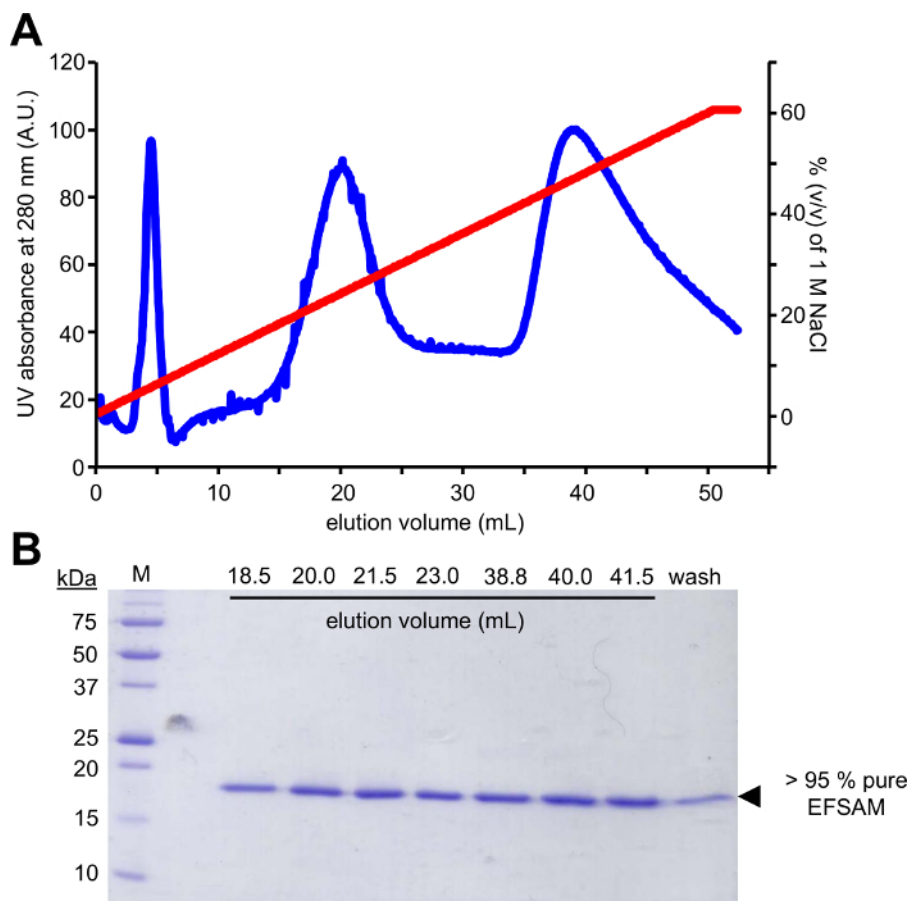 A
120
100
80
60
40
20
0
UV absorbance at 280 nm (A.U.)
60
40
20
0
% (v/v) of 1 M NaCl
0 10 20 30 40 50
elution volume (mL)
B
kDa M 18.5 20.0 21.5 23.0 38.8 40.0 41.5 wash
elution volume (mL)
75
50
37
25
20
15
10
> 95 % pure
EFSAM